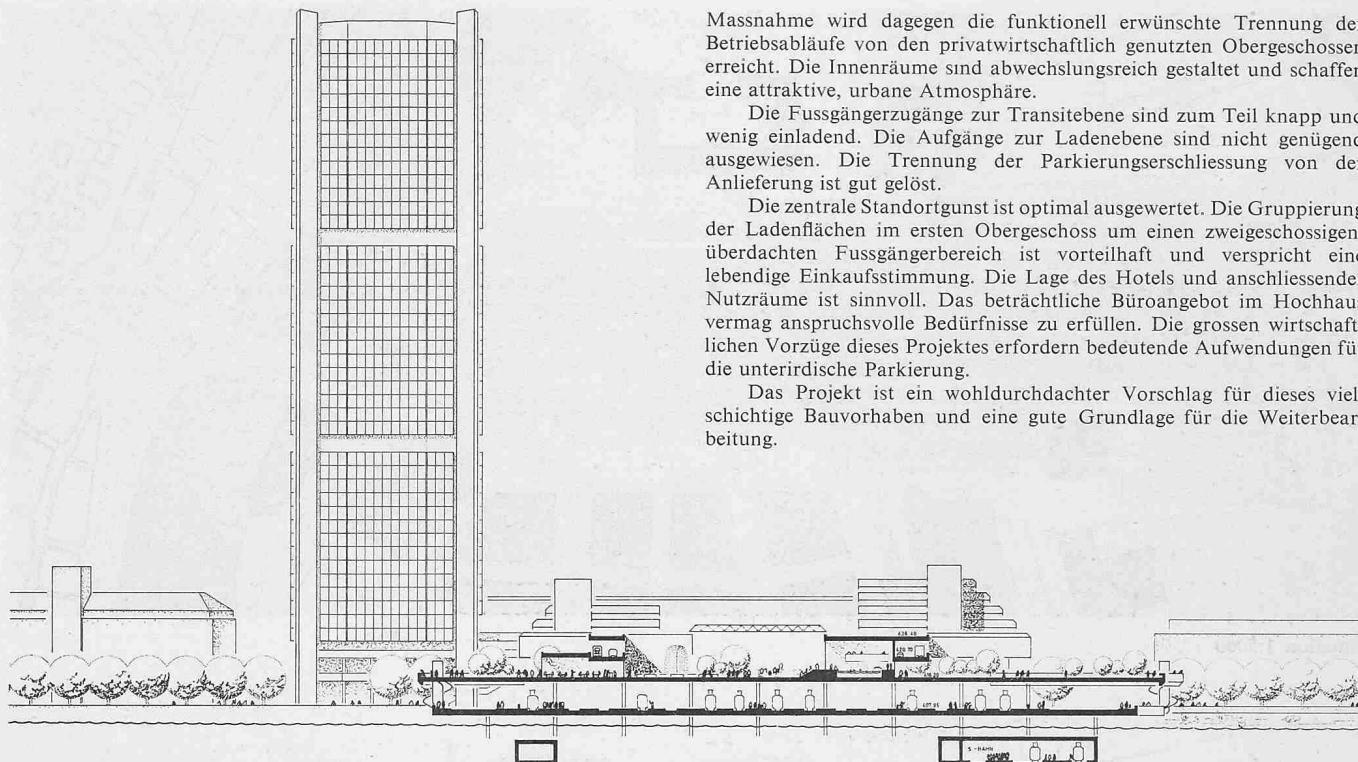 Massnahme wird dagegen die funktionell erwünschte Trennung de
Betriebsabläufe von den privatwirtschaftlich genutzten Obergeschossen
erreicht. Die Innenräume sind abwechslungsreich gestaltet und schaffen
eine attraktive, urbane Atmosphäre.
Die Fussgängerzugänge zur Transitebene sind zum Teil knapp und
wenig einladend. Die Aufgänge zur Ladenebene sind nicht genügend
ausgewiesen. Die Trennung der Parkierungserschliessung von de
Anlieferung ist gut gelöst.
Die zentrale Standortgunst ist optimal ausgewertet. Die Gruppierung
der Ladenflächen im ersten Obergeschoss um einen zweigeschossigen
überdachten Fussgängerbereich ist vorteilhaft und verspricht eine
lebendige Einkaufsstimmung. Die Lage des Hotels und anschliessende
Nutzräume ist sinnvoll. Das beträchtliche Büroangebot im Hochhau
vermag anspruchsvolle Bedürfnisse zu erfüllen. Die grossen wirtschaft
lichen Vorzüge dieses Projektes erfordern bedeutende Aufwendungen fü
die unterirdische Parkierung.
Das Projekt ist ein wohldurchdachter Vorschlag für dieses viel
schichtige Bauvorhaben und eine gute Grundlage für die Weiterbear
beitung.
S-BAHN